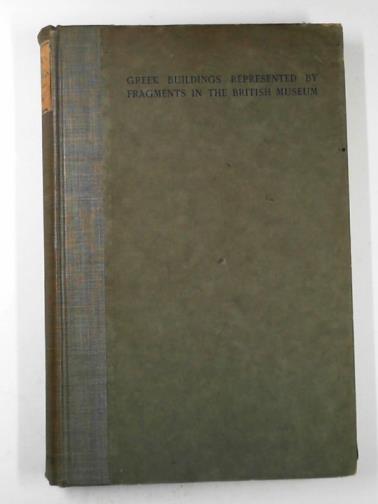 GREEK BUILDINGS REPRESENTED BY
FRAGMENTS IN THE BRITISH MUSEUM